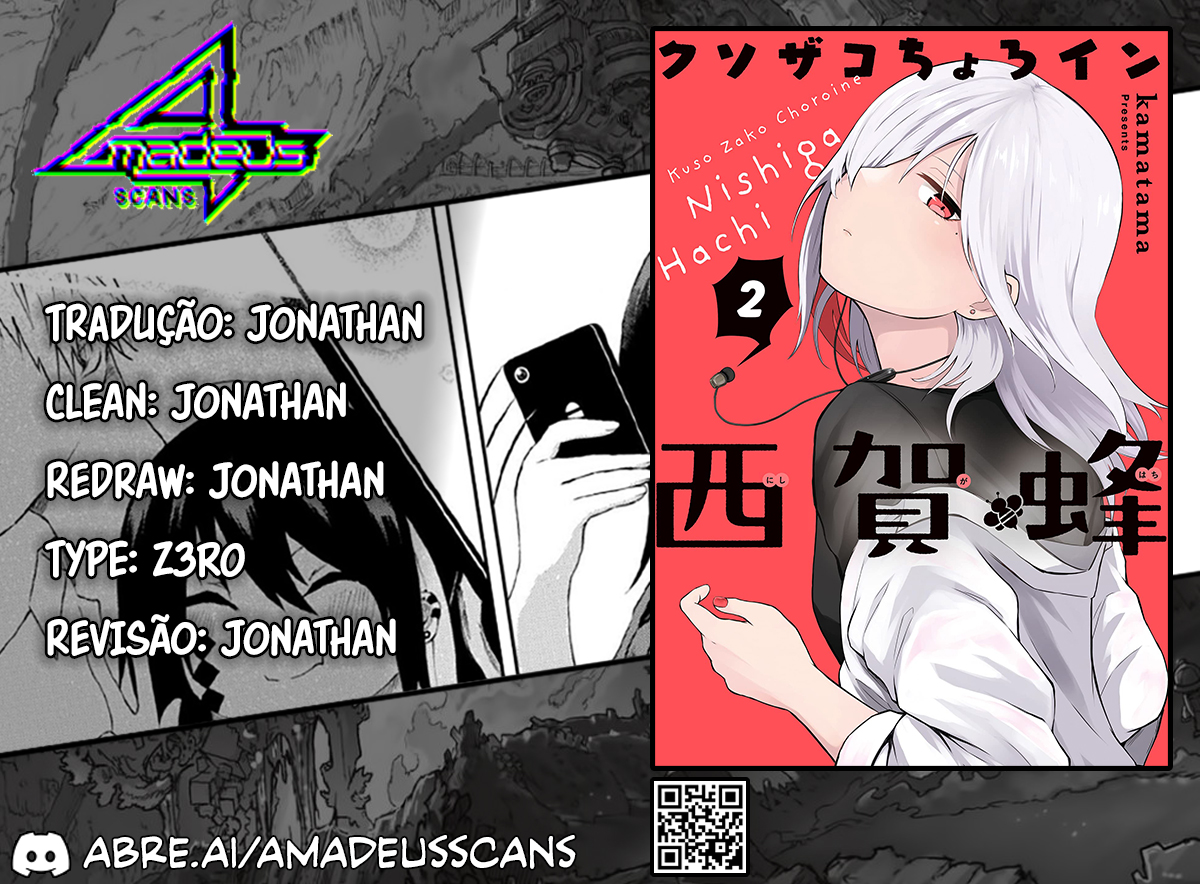 Amadeus
SCANS
TRADUÇÃO: JONATHAN
CLEAN: JONATHAN
REDRAW: JONATHAN
TYPE: Z3R0
REVISÃO: JONATHAN
ABRE.AI/AMADEUSSCANS
クソザコちょろイン
kamatama
Presents
Kuso Zako Choroine
Nishiga
Hachi
2
西賀蜂
にし が はち